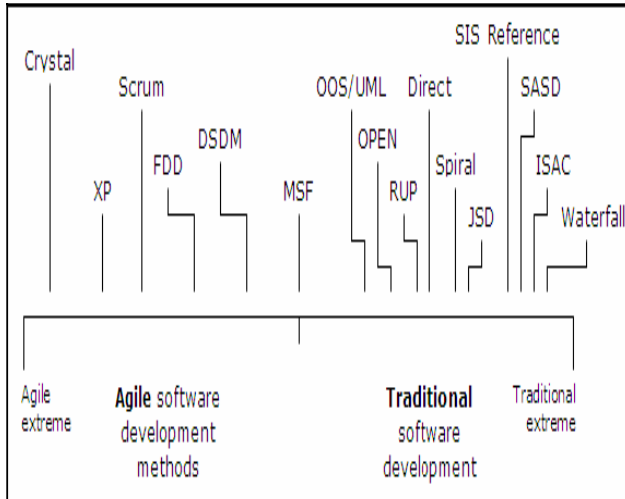 SIS Reference
Crystal
Scrum
OOS/UML
Direct
SASD
DSDM
FDD
OPEN
Spiral
ISAC
XP
MSF
RUP
JSD
Waterfall
Agile
extreme
Agile software
development
methods
Traditional
software
development
Traditional
extreme